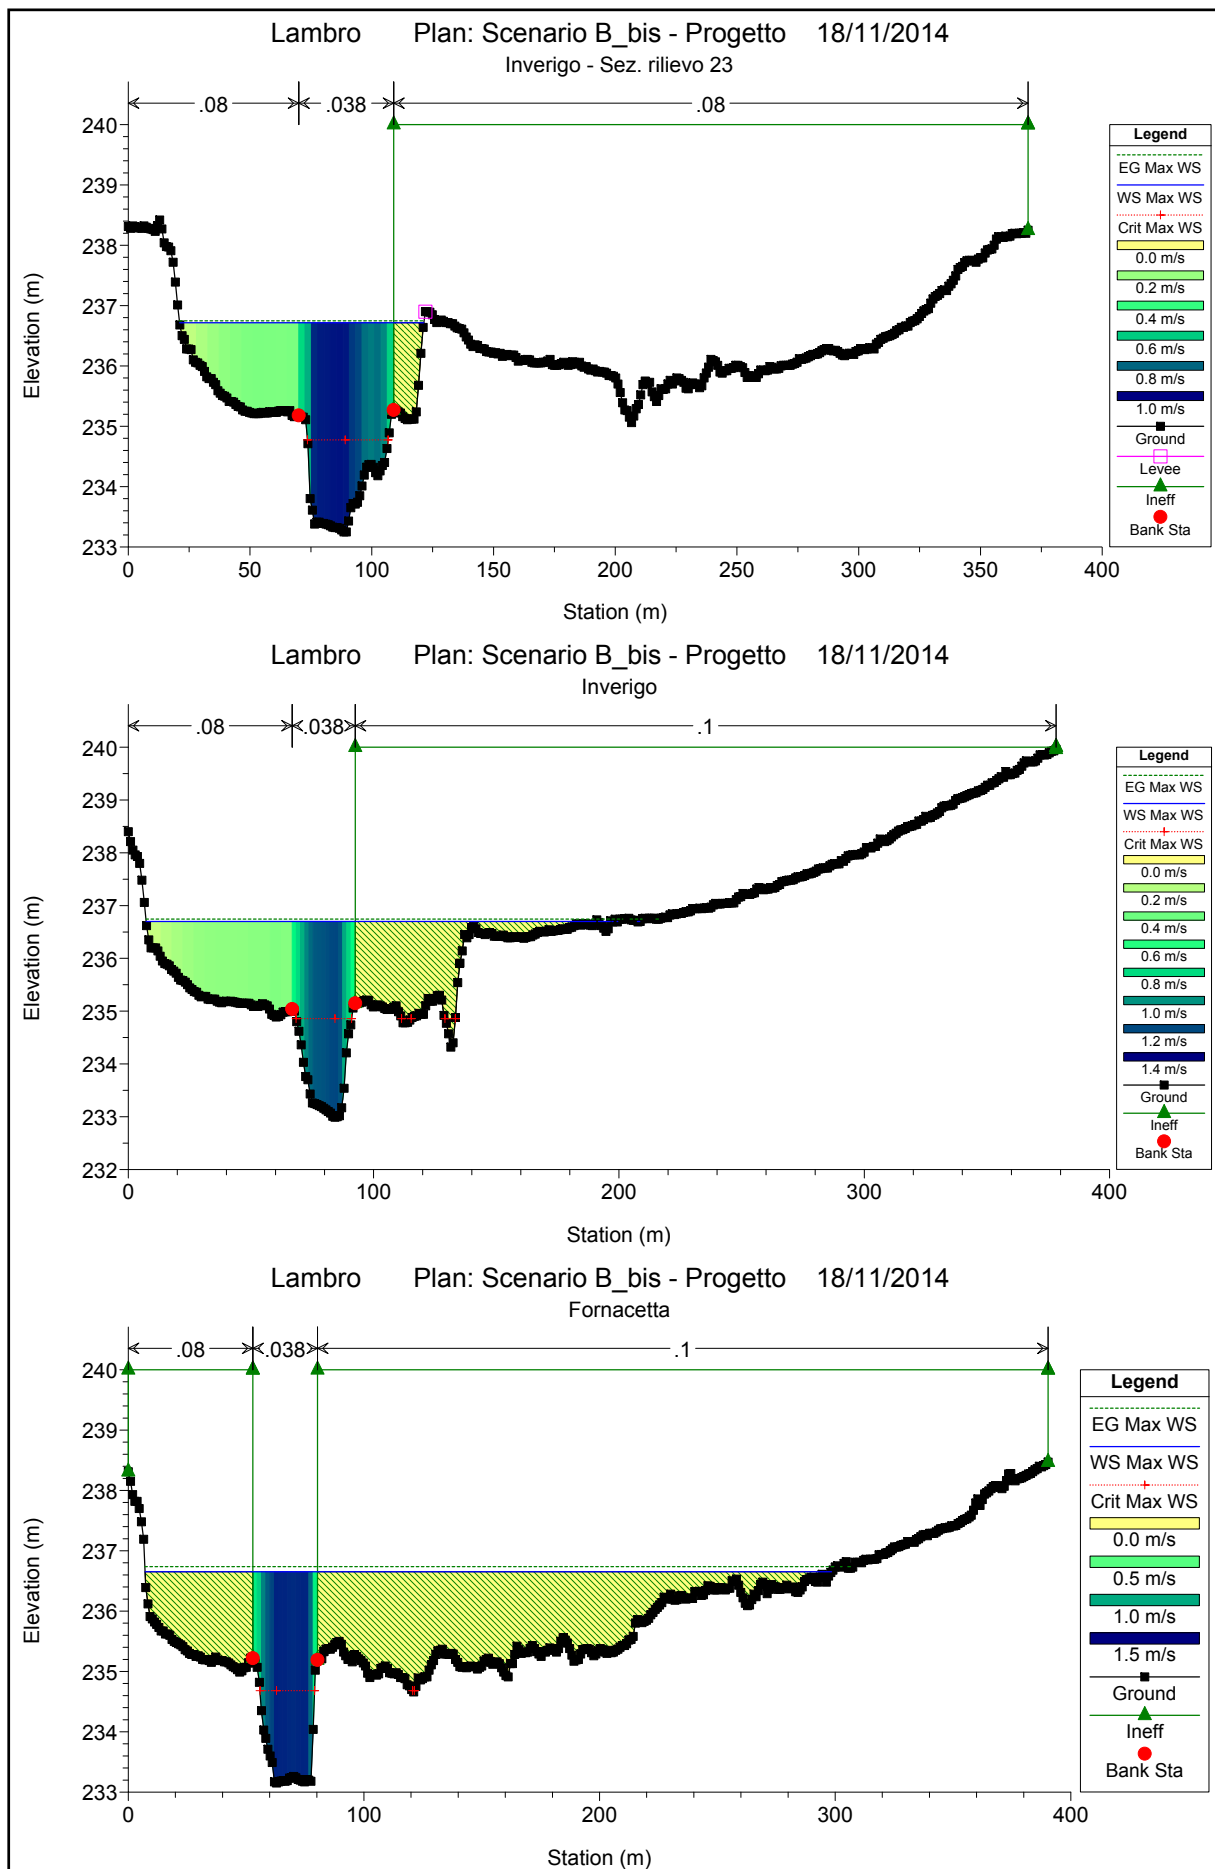 Lambro Plan: Scenario B_bis - Progetto 18/11/2014
Inverigo - Sez. rilievo 23
.08 .038 .08
240
239
238
237
236
235
234
233
Elevation (m)
0 50 100 150 200 250 300 350 400
Station (m)
Legend
EG Max WS
WS Max WS
Crit Max WS
0.0 m/s
0.2 m/s
0.4 m/s
0.6 m/s
0.8 m/s
1.0 m/s
Ground
Levee
Ineff
Bank Sta
Lambro Plan: Scenario B_bis - Progetto 18/11/2014
Inverigo
.08 .038 .1
240
239
238
237
236
235
234
233
232
Elevation (m)
0 100 200 300 400
Station (m)
Legend
EG Max WS
WS Max WS
Crit Max WS
0.0 m/s
0.2 m/s
0.4 m/s
0.6 m/s
0.8 m/s
1.0 m/s
1.2 m/s
1.4 m/s
Ground
Ineff
Bank Sta
Lambro Plan: Scenario B_bis - Progetto 18/11/2014
Fornacetta
.08 .038 .1
240
239
238
237
236
235
234
233
Elevation (m)
0 100 200 300 400
Station (m)
Legend
EG Max WS
WS Max WS
Crit Max WS
0.0 m/s
0.5 m/s
1.0 m/s
1.5 m/s
Ground
Ineff
Bank Sta